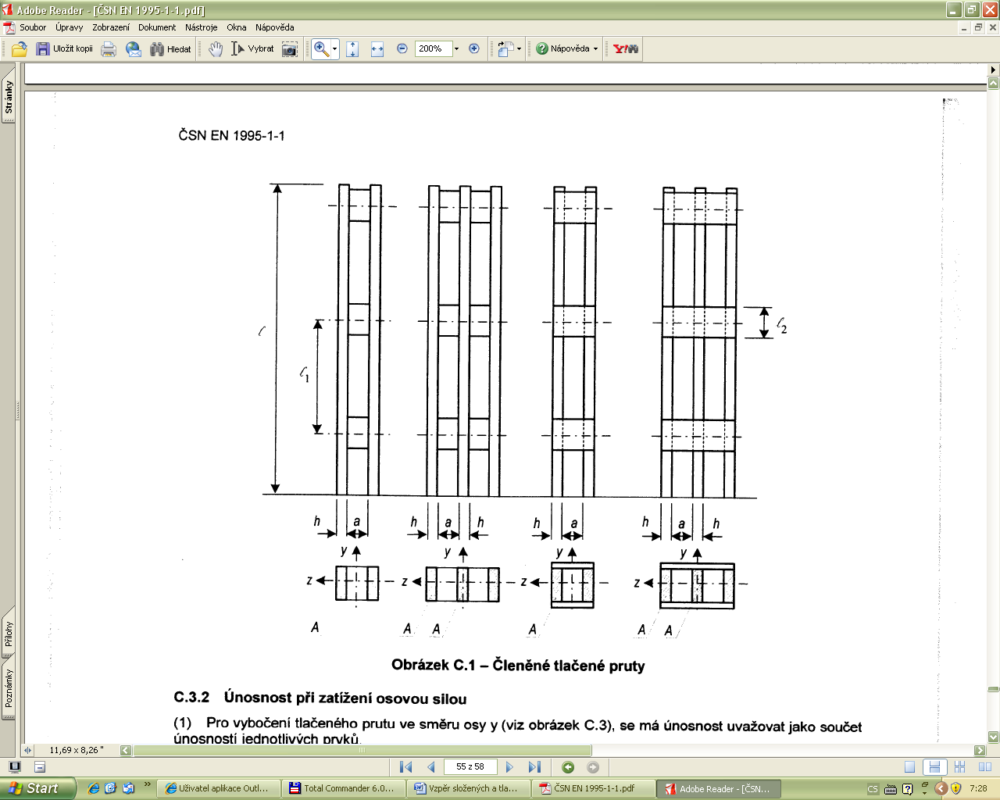 Adobe Reader - [ČSN EN 1995-1-1.pdf]
Soubor Úpravy Zobrazení Dokument Nástroje Okna Nápověda
Uložit kopii Hledat Vybrat 200% Nápověda Y!
Stránky
Přílohy
Poznámky
ČSN EN 1995-1-1
ℓ
ℓ1
ℓ2
h a h a h h a h a h
y y y y
z z z z
A A A A A A
Obrázek C.1 – Členěné tlačené pruty
C.3.2 Únosnost při zatížení osovou silou
(1) Pro vybočení tlačeného prutu ve směru osy y (viz obrázek C.3), se má únosnost uvažovat jako součet
únosností jednotlivých prvků.
11,69 x 8,26 "
55 z 58
Start » Uživatel aplikace Outl... Total Commander 6.0... Vzpěr složených a tla... ČSN EN 1995-1-1.pdf Adobe Reader - [ČSN... CS 7:28